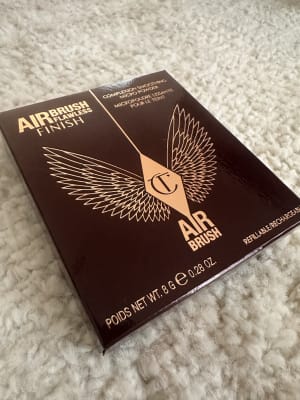 AIRBRUSH
FLAWLESS
FINISH
COMPLEXION SMOOTHING
MICRO POWDER
MICROPOUDRE LISSANTE
POUR LE TEINT
CT
AIR
BRUSH
REFILLABLE/RECHARGEABLE
POIDS NET WT. 8 G ℮ 0.28 OZ.